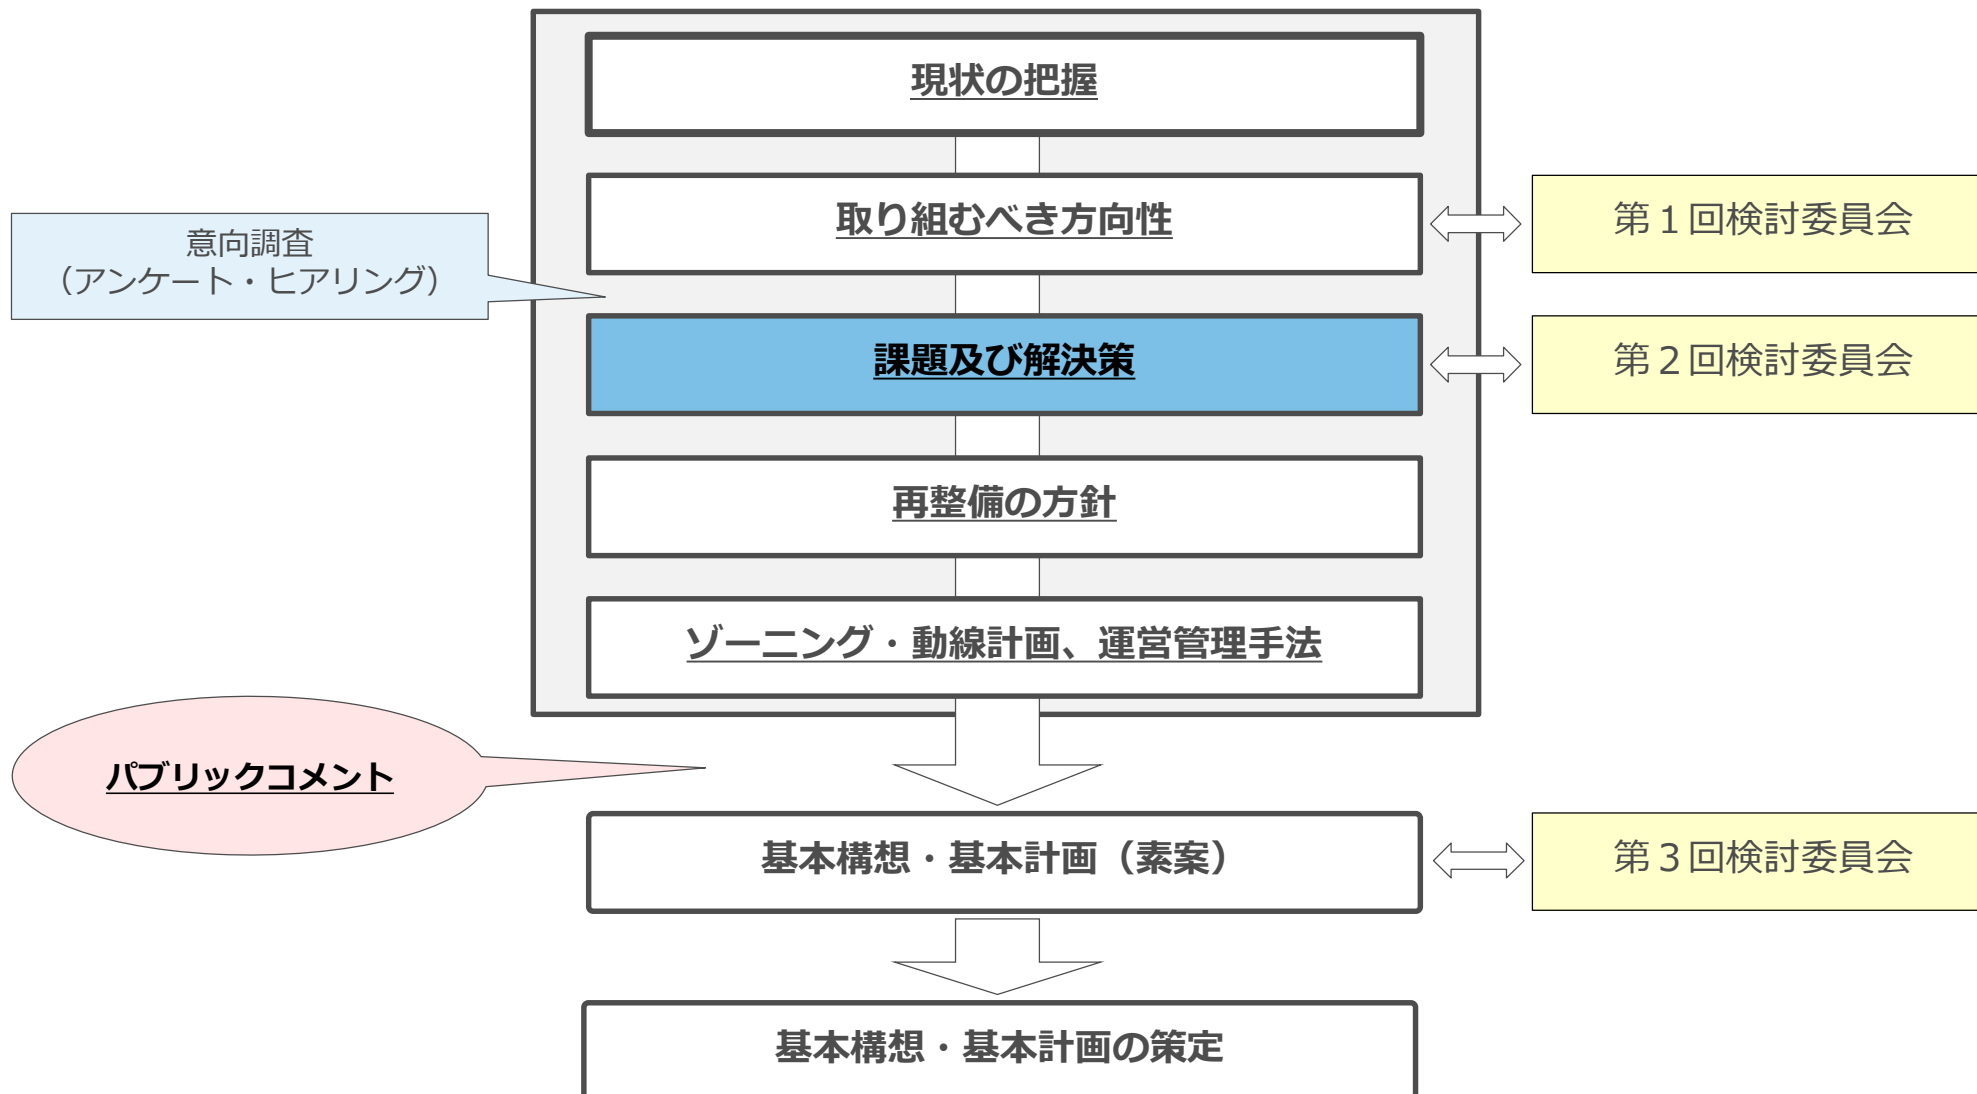 現状の把握
取り組むべき方向性
第１回検討委員会
意向調査
（アンケート・ヒアリング）
課題及び解決策
第２回検討委員会
再整備の方針
ゾーニング・動線計画、運営管理手法
パブリックコメント
基本構想・基本計画（素案）
第３回検討委員会
基本構想・基本計画の策定